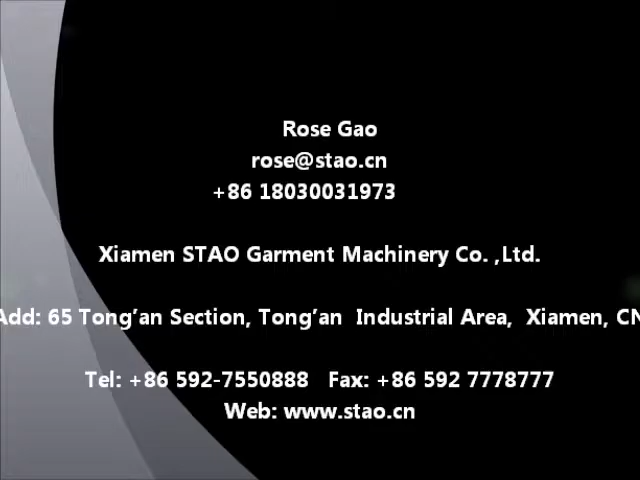 Rose Gao
rose@stao.cn
+86 18030031973
Xiamen STAO Garment Machinery Co. ,Ltd.
Add: 65 Tong’an Section, Tong’an  Industrial Area,  Xiamen, CN
Tel: +86 592-7550888   Fax: +86 592 7778777
Web: www.stao.cn